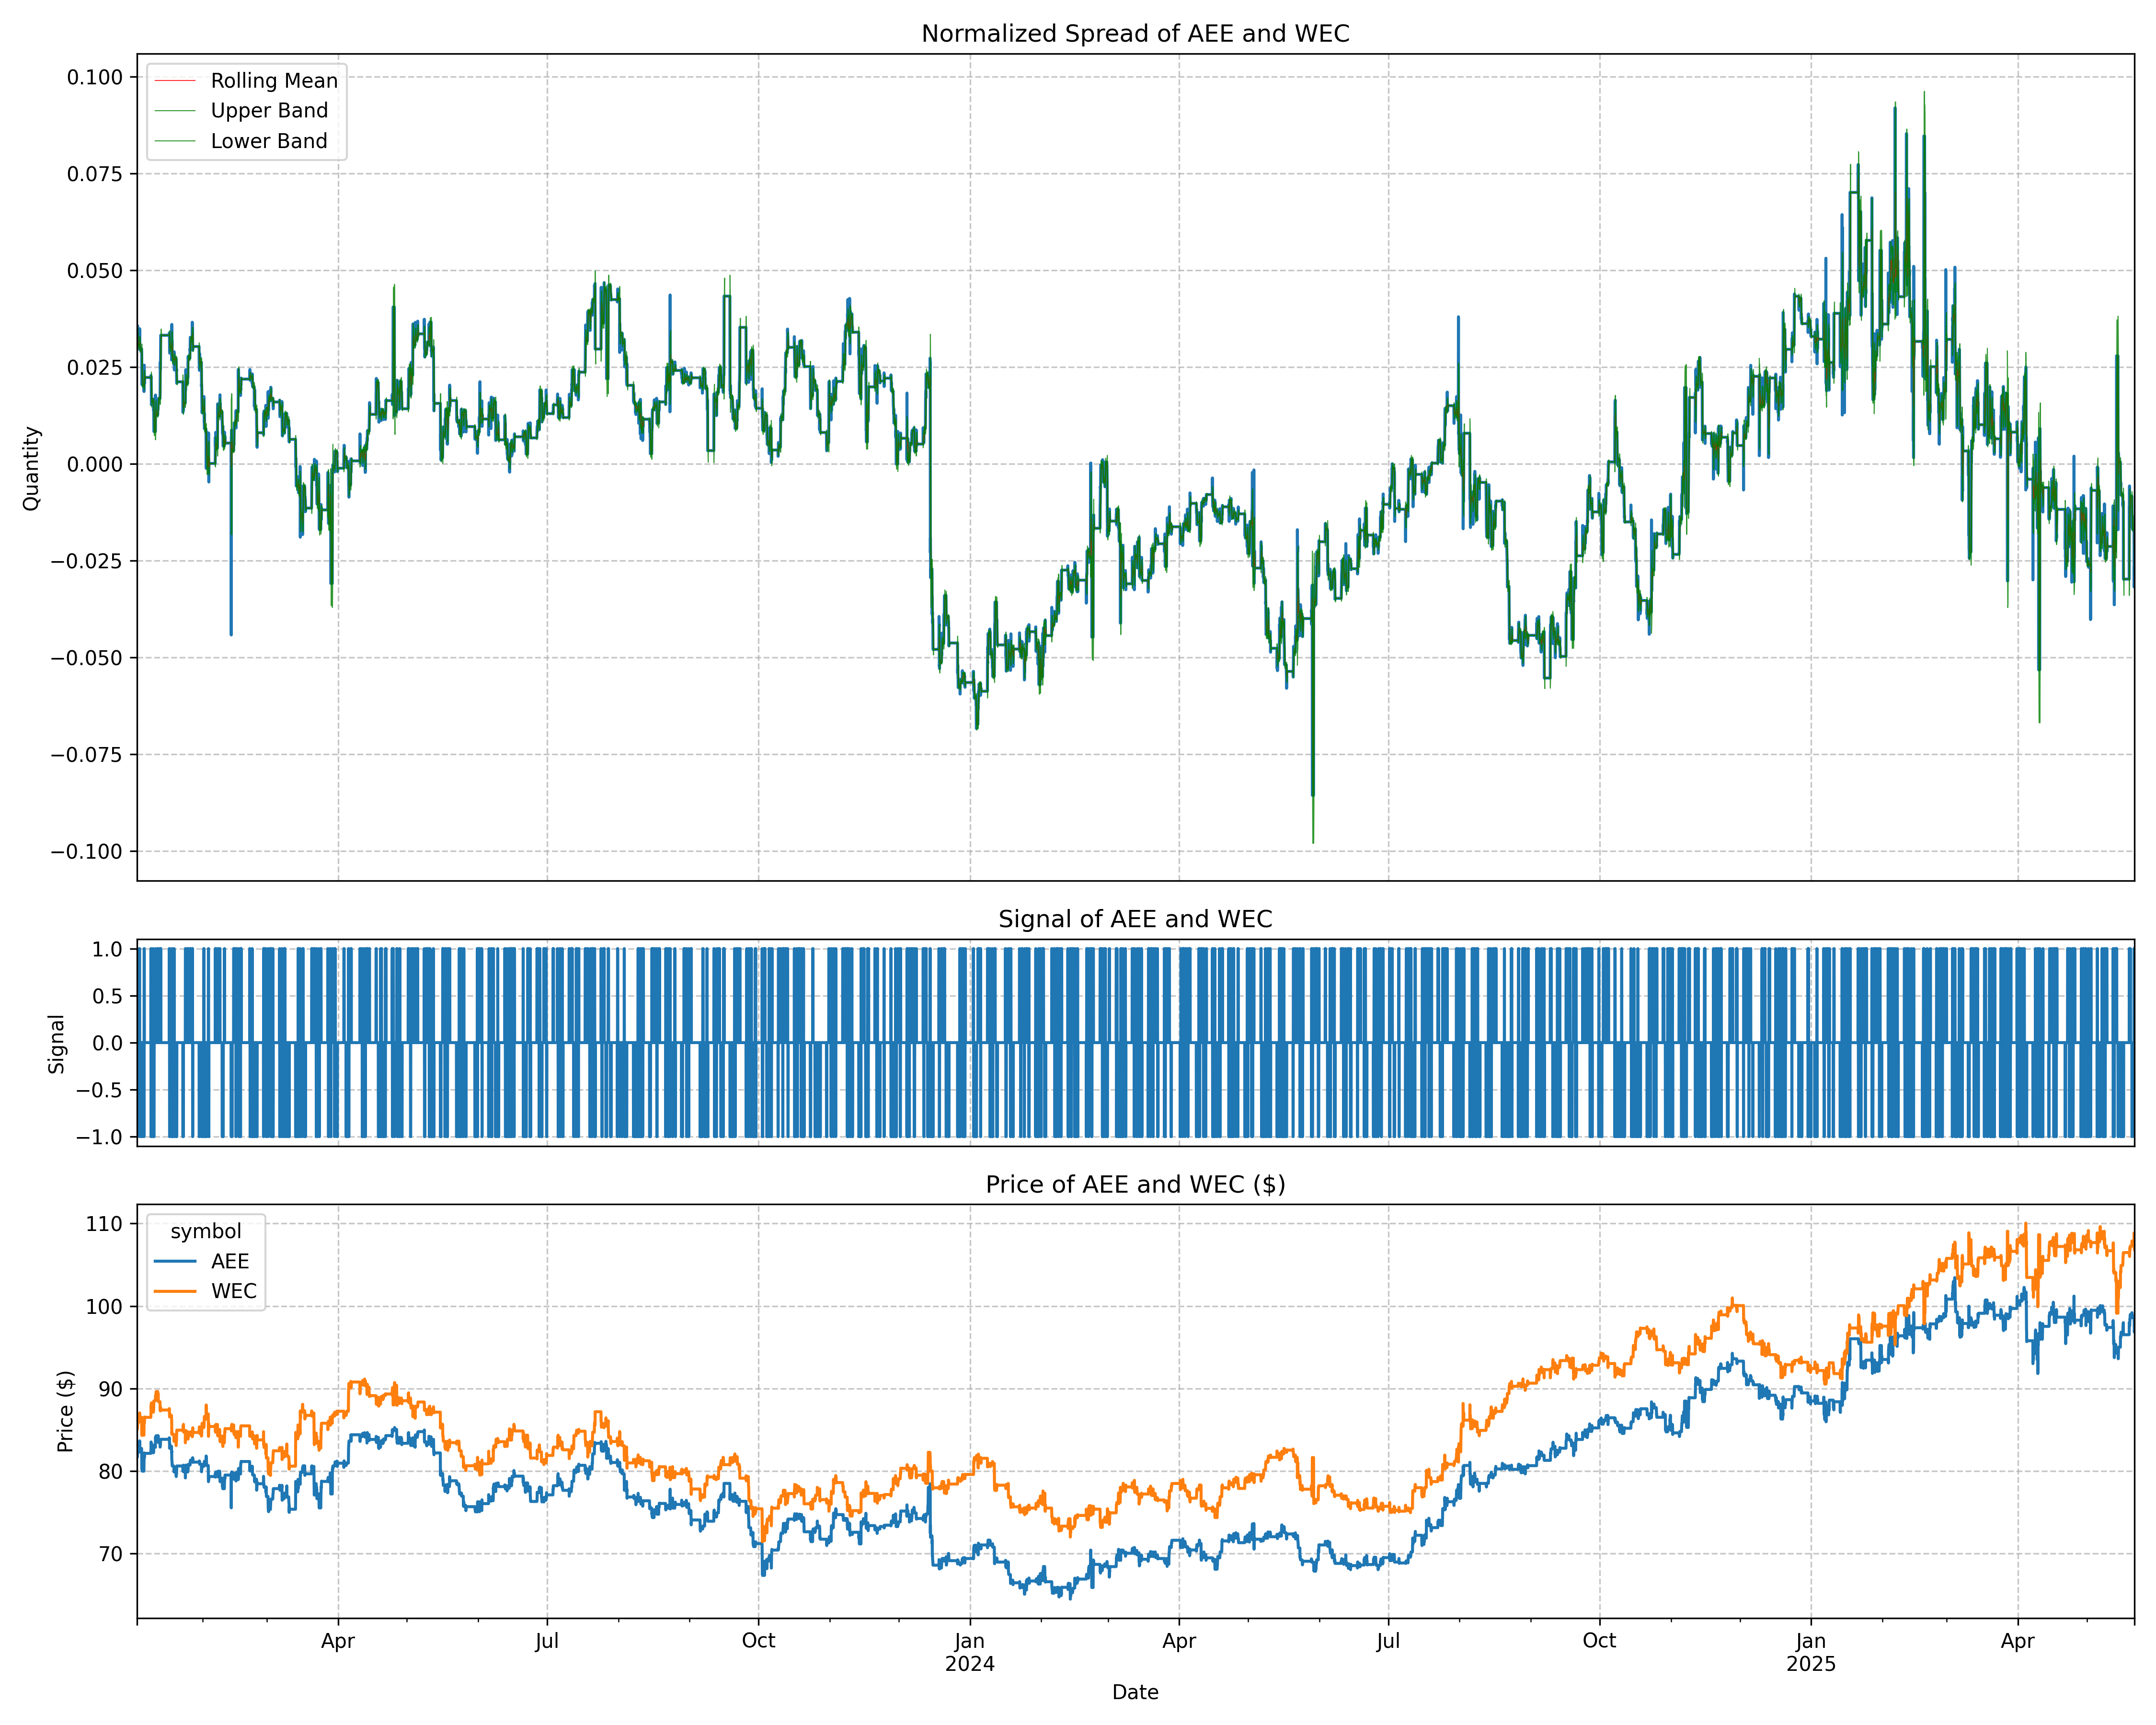 Normalized Spread of AEE and WEC
Rolling Mean
Upper Band
Lower Band
0.100
0.075
0.050
0.025
0.000
−0.025
−0.050
−0.075
−0.100
Quantity
Signal of AEE and WEC
1.0
0.5
0.0
−0.5
−1.0
Signal
Price of AEE and WEC ($)
symbol
AEE
WEC
110
100
90
80
70
Price ($)
Apr Jul Oct Jan Apr Jul Oct Jan Apr
2024 2025
Date